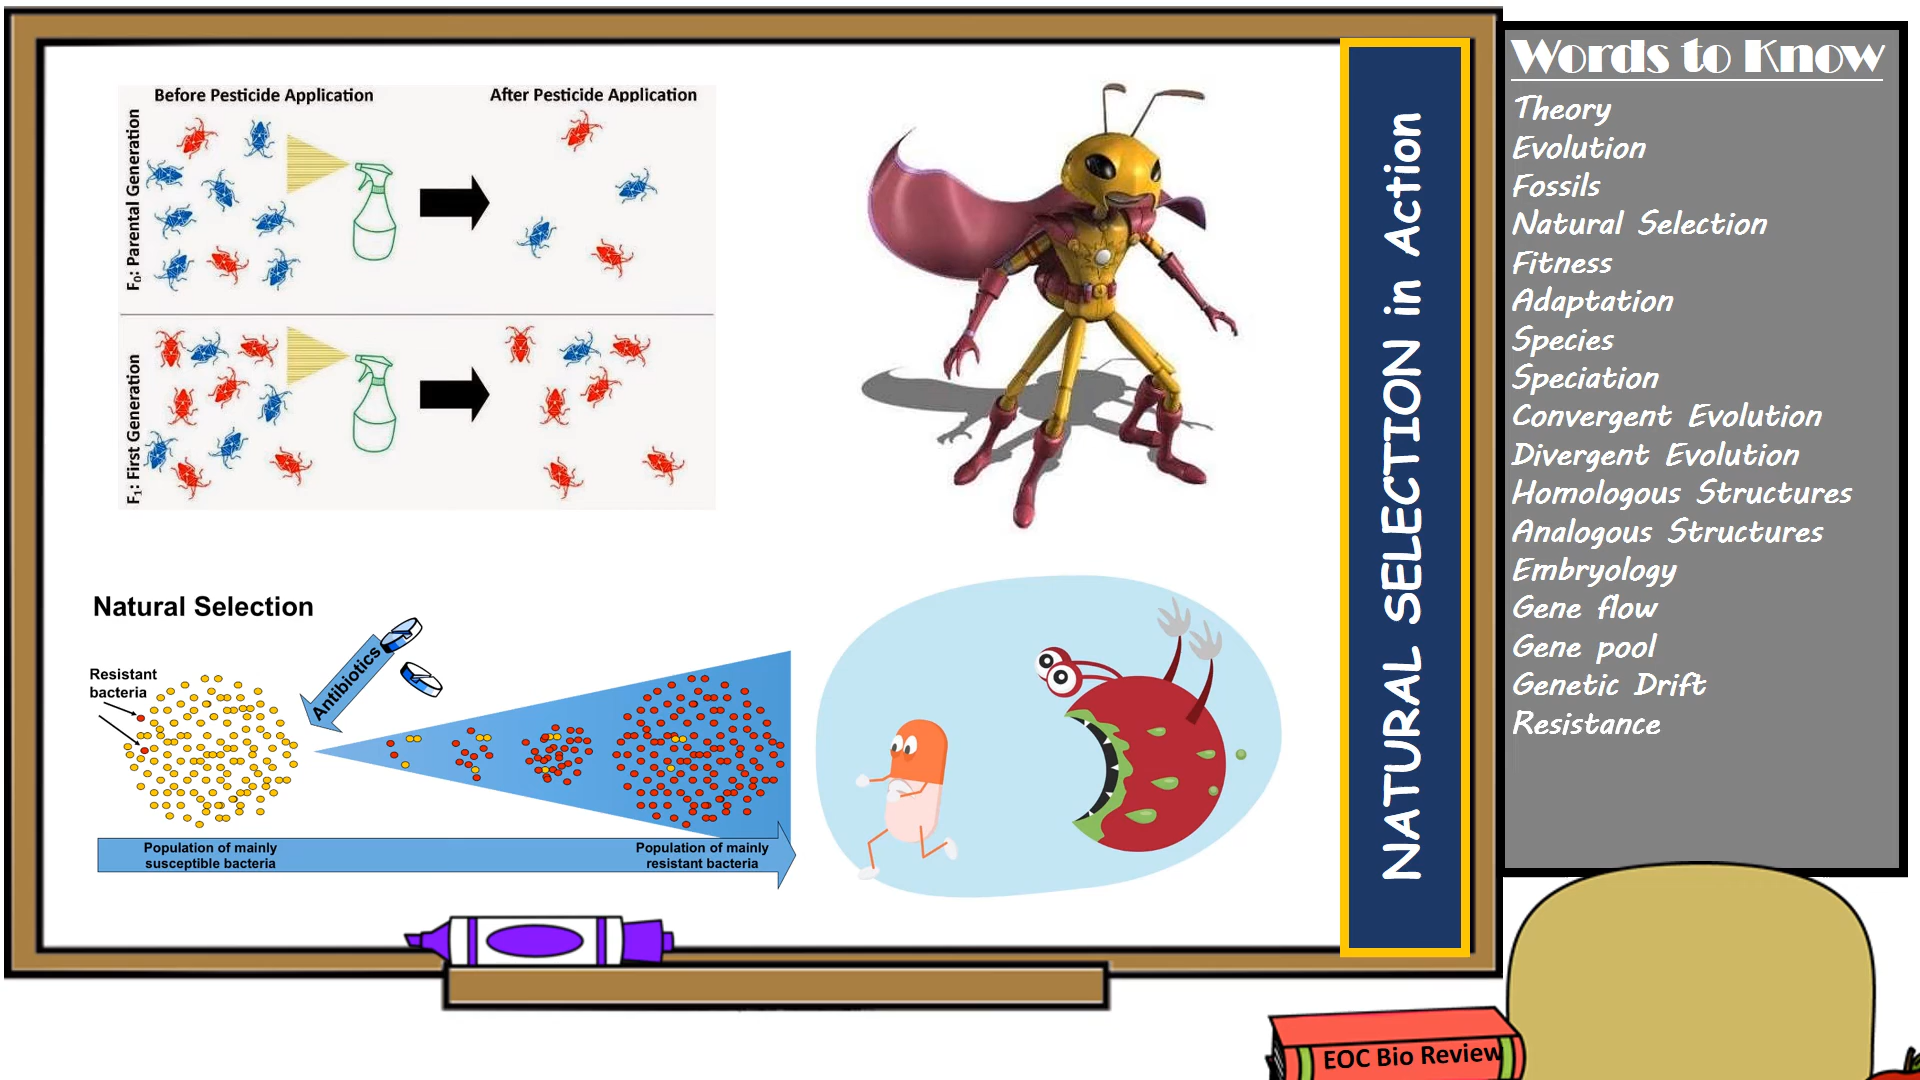 Before Pesticide Application
After Pesticide Application
F₀: Parental Generation
F₁: First Generation
Natural Selection
Resistant
bacteria
Antibiotics
Population of mainly
susceptible bacteria
Population of mainly
resistant bacteria
NATURAL SELECTION in Action
Words to Know
Theory
Evolution
Fossils
Natural Selection
Fitness
Adaptation
Species
Speciation
Convergent Evolution
Divergent Evolution
Homologous Structures
Analogous Structures
Embryology
Gene flow
Gene pool
Genetic Drift
Resistance
EOC Bio Review